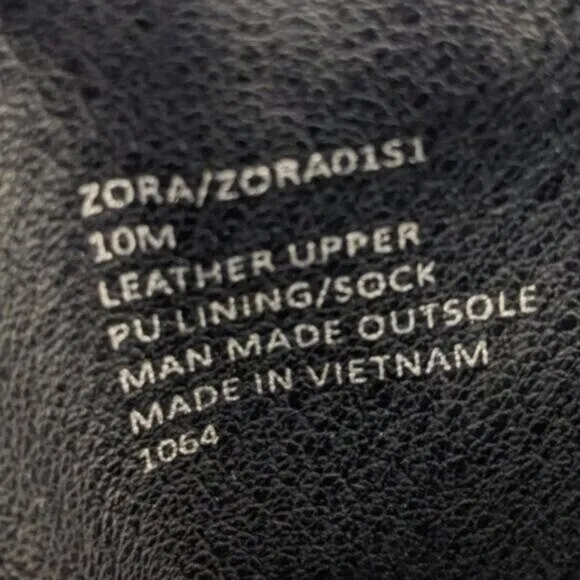 ZORA/ZORA01S1
10M
LEATHER UPPER
PU LINING/SOCK
MAN MADE OUTSOLE
MADE IN VIETNAM
1064